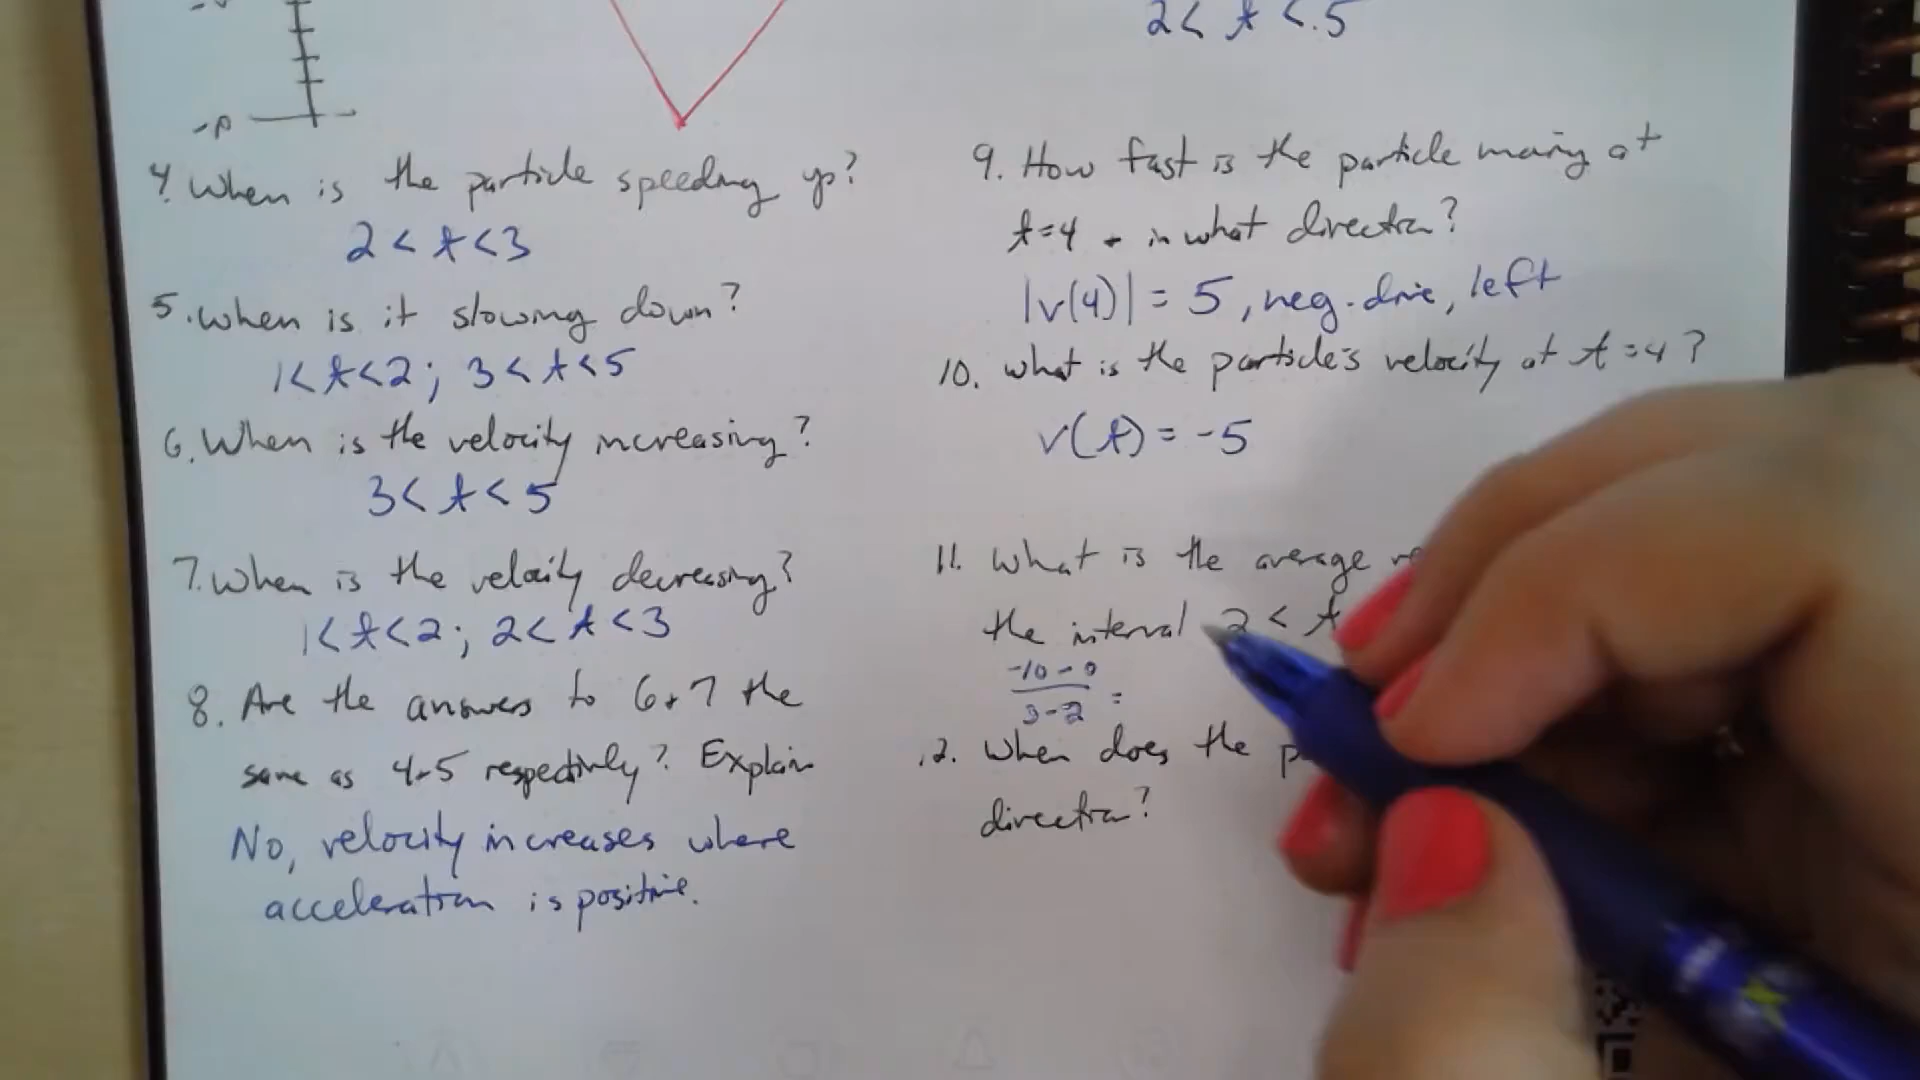 2 < t < 5
-10
4. When is the particle speeding up?
2 < t < 3
5. When is it slowing down?
1 < t < 2; 3 < t < 5
6. When is the velocity increasing?
3 < t < 5
7. When is the velocity decreasing?
1 < t < 2; 2 < t < 3
8. Are the answers to 6 + 7 the
same as 4 + 5 respectively? Explain
No, velocity increases where
acceleration is positive.
9. How fast is the particle moving at
t=4 + in what direction?
|v(4)| = 5, neg. dire, left
10. What is the particle's velocity at t=4?
v(t) = -5
11. What is the average
the interval 2 < t
-10 - 0
3 - 2 =
12. When does the
direction?